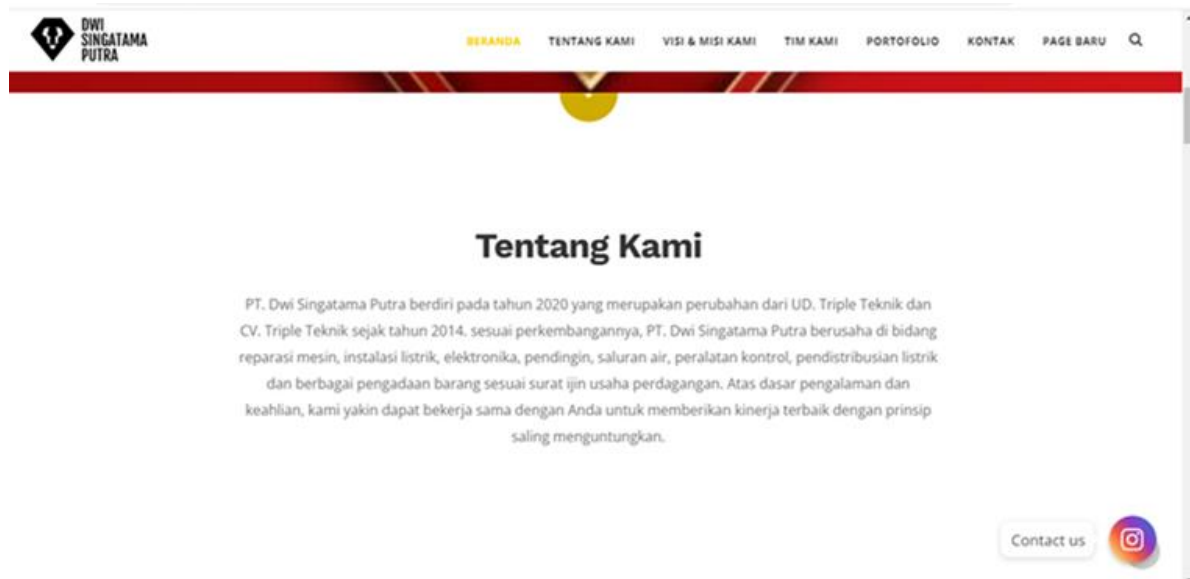 DWI
SINGATAMA
PUTRA
BERANDA TENTANG KAMI VISI & MISI KAMI TIM KAMI PORTOFOLIO KONTAK PAGE BARU
Tentang Kami
PT. Dwi Singatama Putra berdiri pada tahun 2020 yang merupakan perubahan dari UD. Triple Teknik dan
CV. Triple Teknik sejak tahun 2014. sesuai perkembangannya, PT. Dwi Singatama Putra berusaha di bidang
reparasi mesin, instalasi listrik, elektronika, pendingin, saluran air, peralatan kontrol, pendistribusian listrik
dan berbagai pengadaan barang sesuai surat ijin usaha perdagangan. Atas dasar pengalaman dan
keahlian, kami yakin dapat bekerja sama dengan Anda untuk memberikan kinerja terbaik dengan prinsip
saling menguntungkan.
Contact us